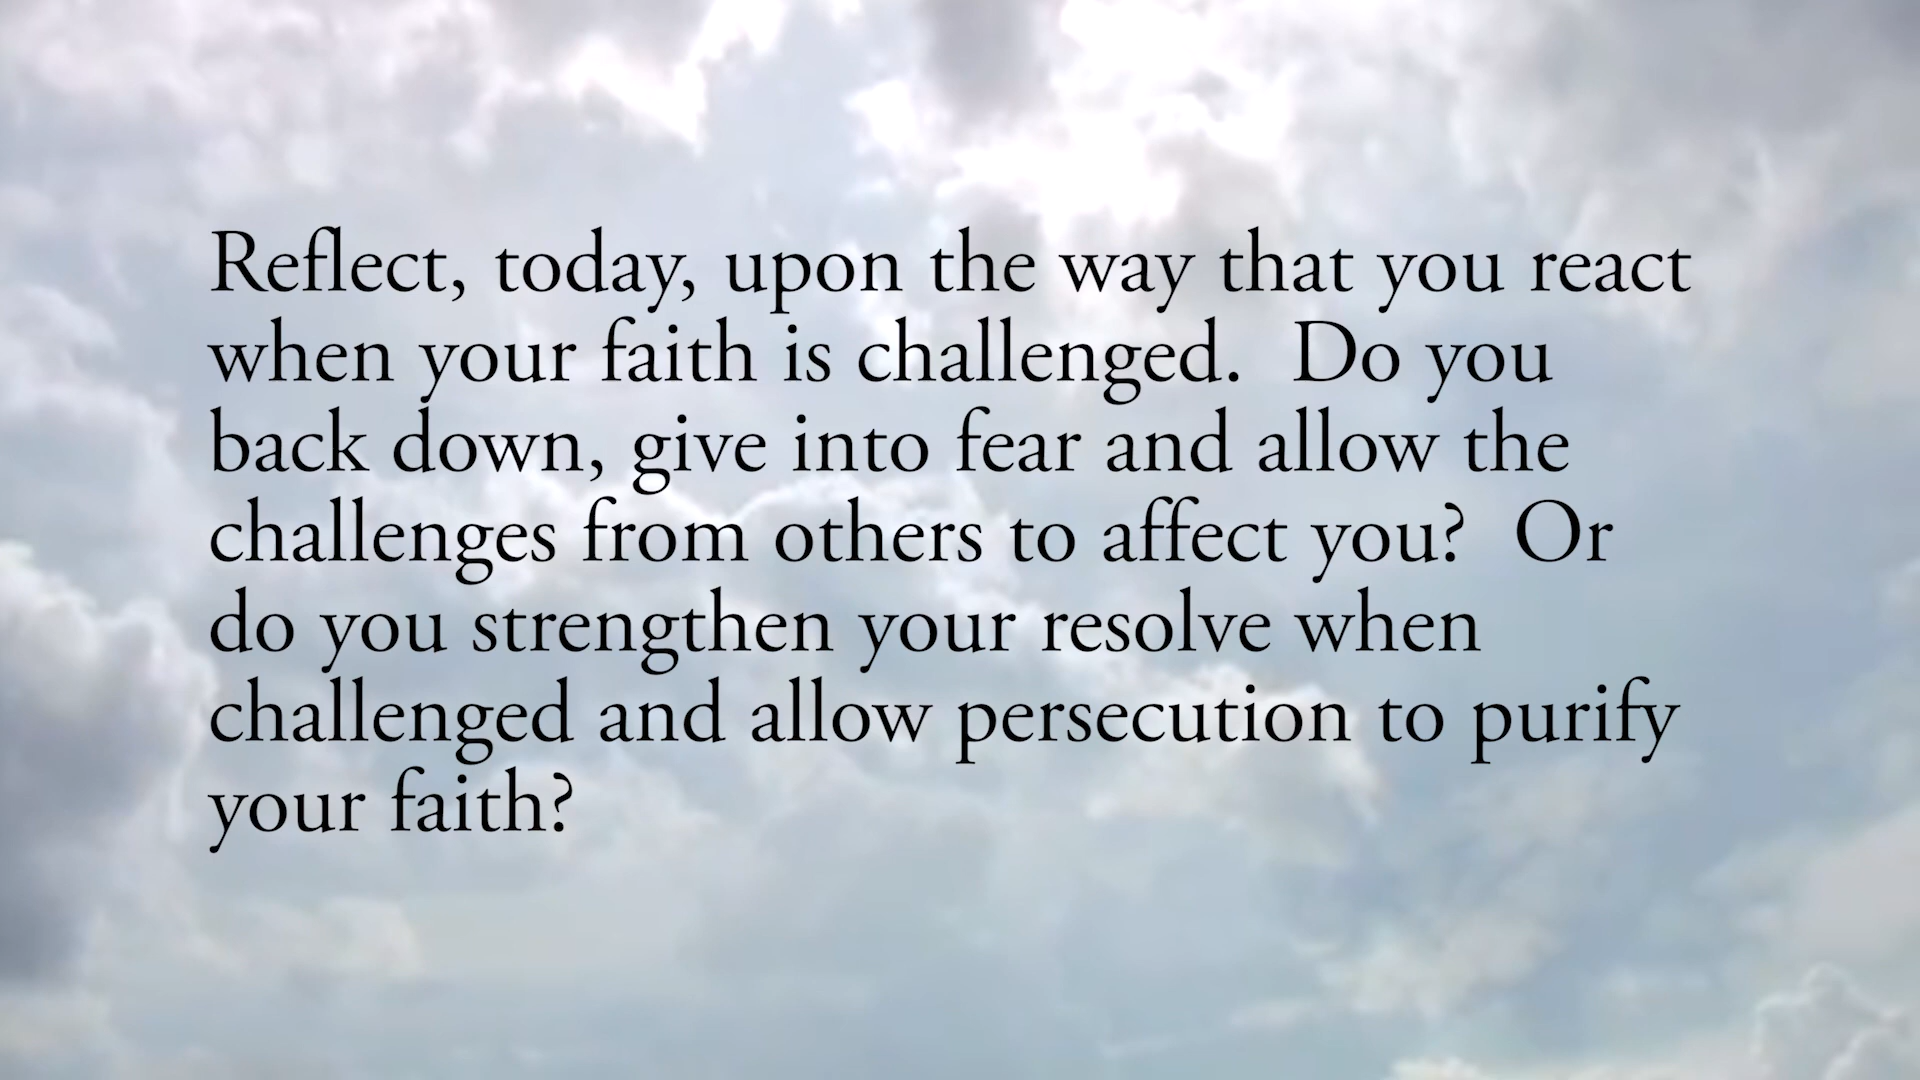 Reflect, today, upon the way that you react
when your faith is challenged.  Do you
back down, give into fear and allow the
challenges from others to affect you?  Or
do you strengthen your resolve when
challenged and allow persecution to purify
your faith?